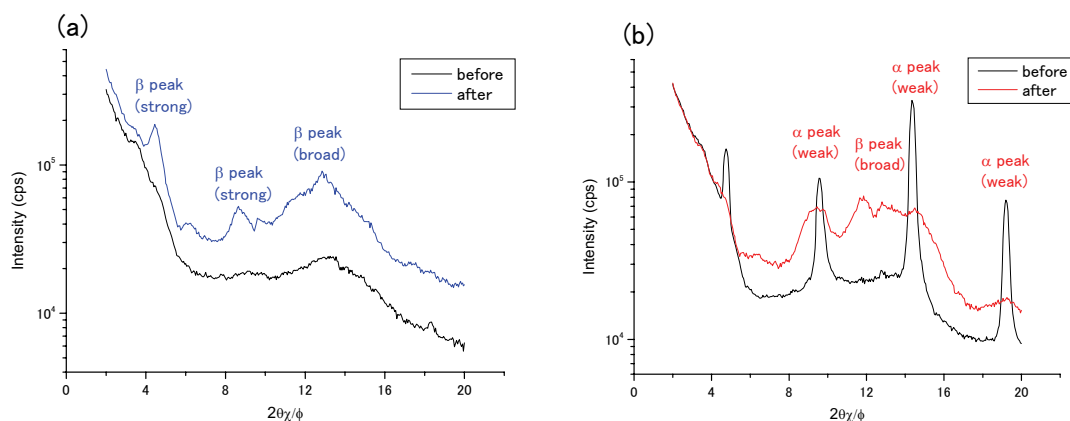 (a)
before
after
β peak
(strong)
β peak
(strong)
β peak
(broad)
10⁵
10⁴
Intensity (cps)
0 4 8 12 16 20
2θχ/ϕ
(b)
before
after
α peak
(weak)
α peak
(weak)
β peak
(broad)
α peak
(weak)
10⁵
10⁴
Intensity (cps)
0 4 8 12 16 20
2θχ/ϕ